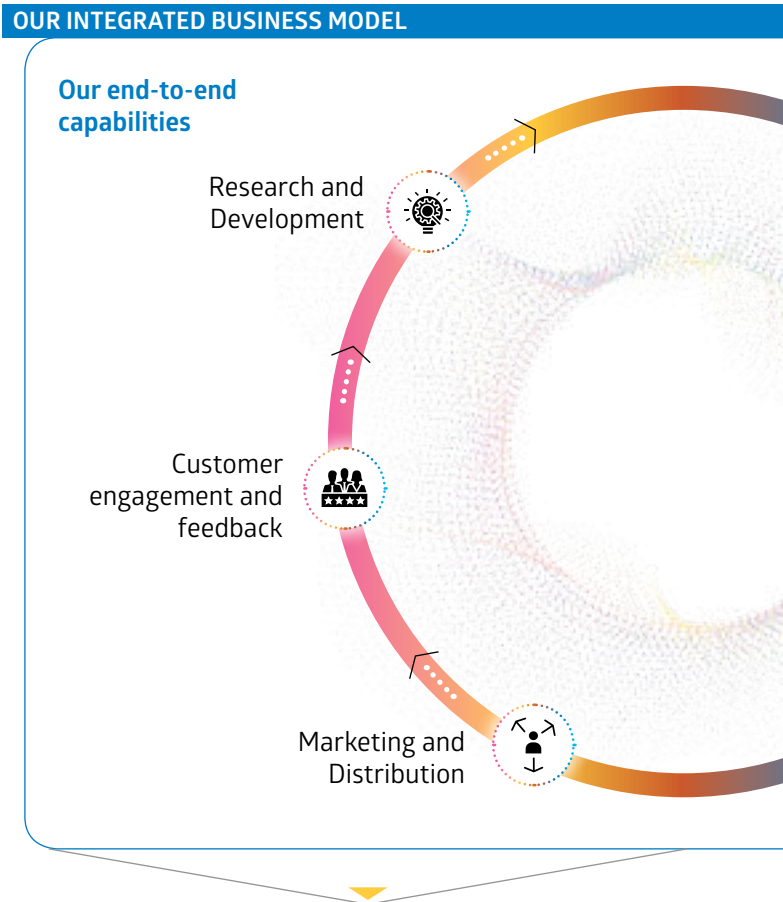 OUR INTEGRATED BUSINESS MODEL
Our end-to-end
capabilities
Research and
Development
Customer
engagement and
feedback
Marketing and
Distribution